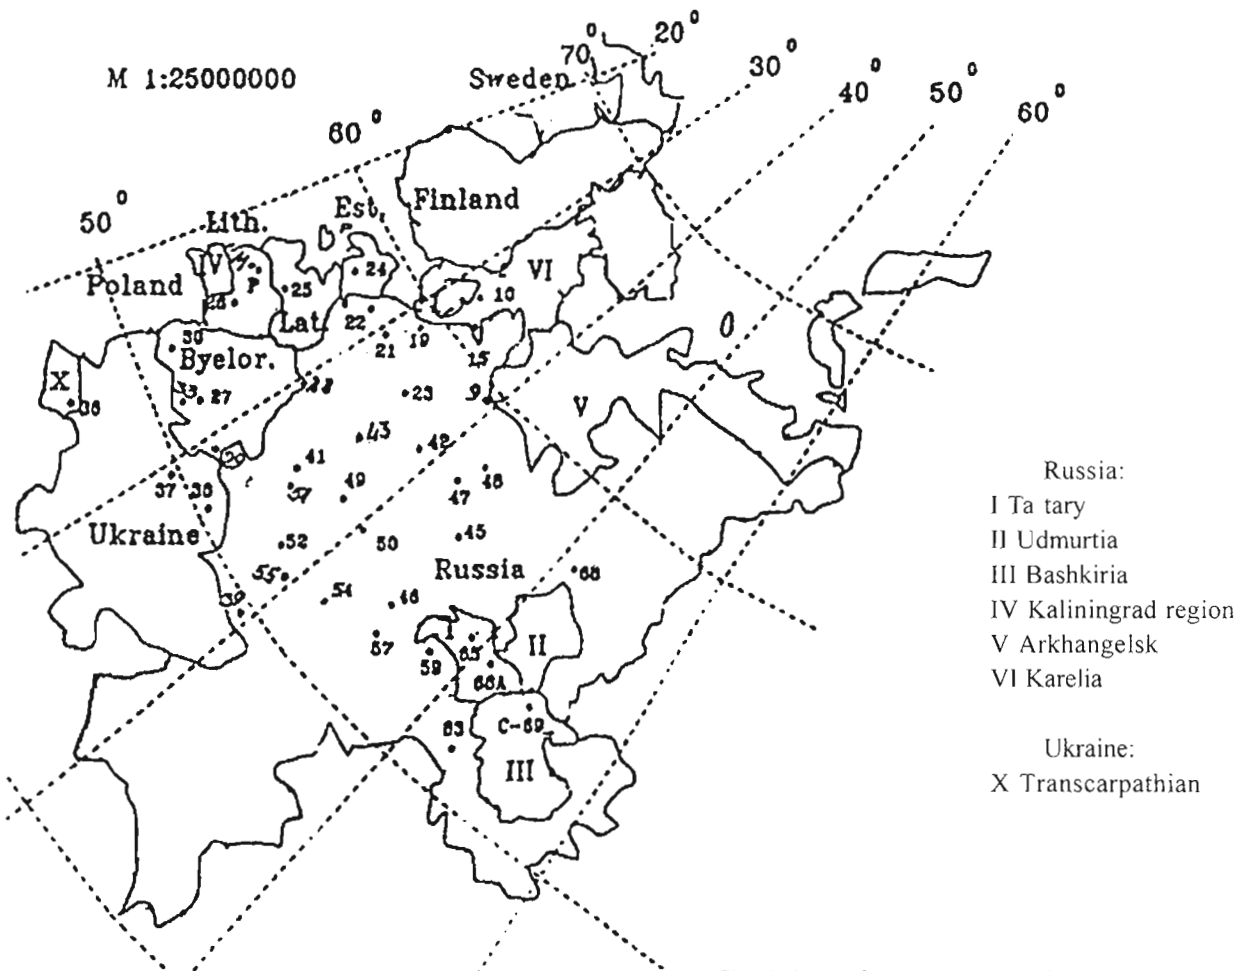 70° 20°
M 1:25000000 Sweden 30°
40° 50° 60°
60°
50° Lith. Est. Finland
Poland IV 24 VI
25 10
Lat. 22
30 21 19 15
Byelor.
X 33 27 23 9 V
36
43 42
41 49 47 48
37 38
Ukraine 52 50 45
Russia 68
55 54 46
39 I
57 59 65 II
66A
63 C-69
III
Russia:
I Ta tary
II Udmurtia
III Bashkiria
IV Kaliningrad region
V Arkhangelsk
VI Karelia
Ukraine:
X Transcarpathian